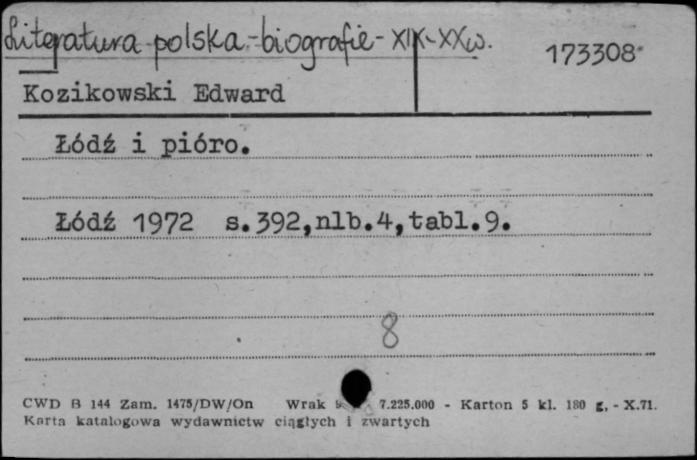 Literatura polska - biografie - XIX-XX w.
173308
Kozikowski Edward
Łódź i pióro.
Łódź 1972 s.392,nlb.4,tabl.9.
8
CWD B 144 Zam. 1475/DW/On Wrak 7.225.000 - Karton 5 kl. 180 g, - X.71.
Karta katalogowa wydawnictw ciągłych i zwartych